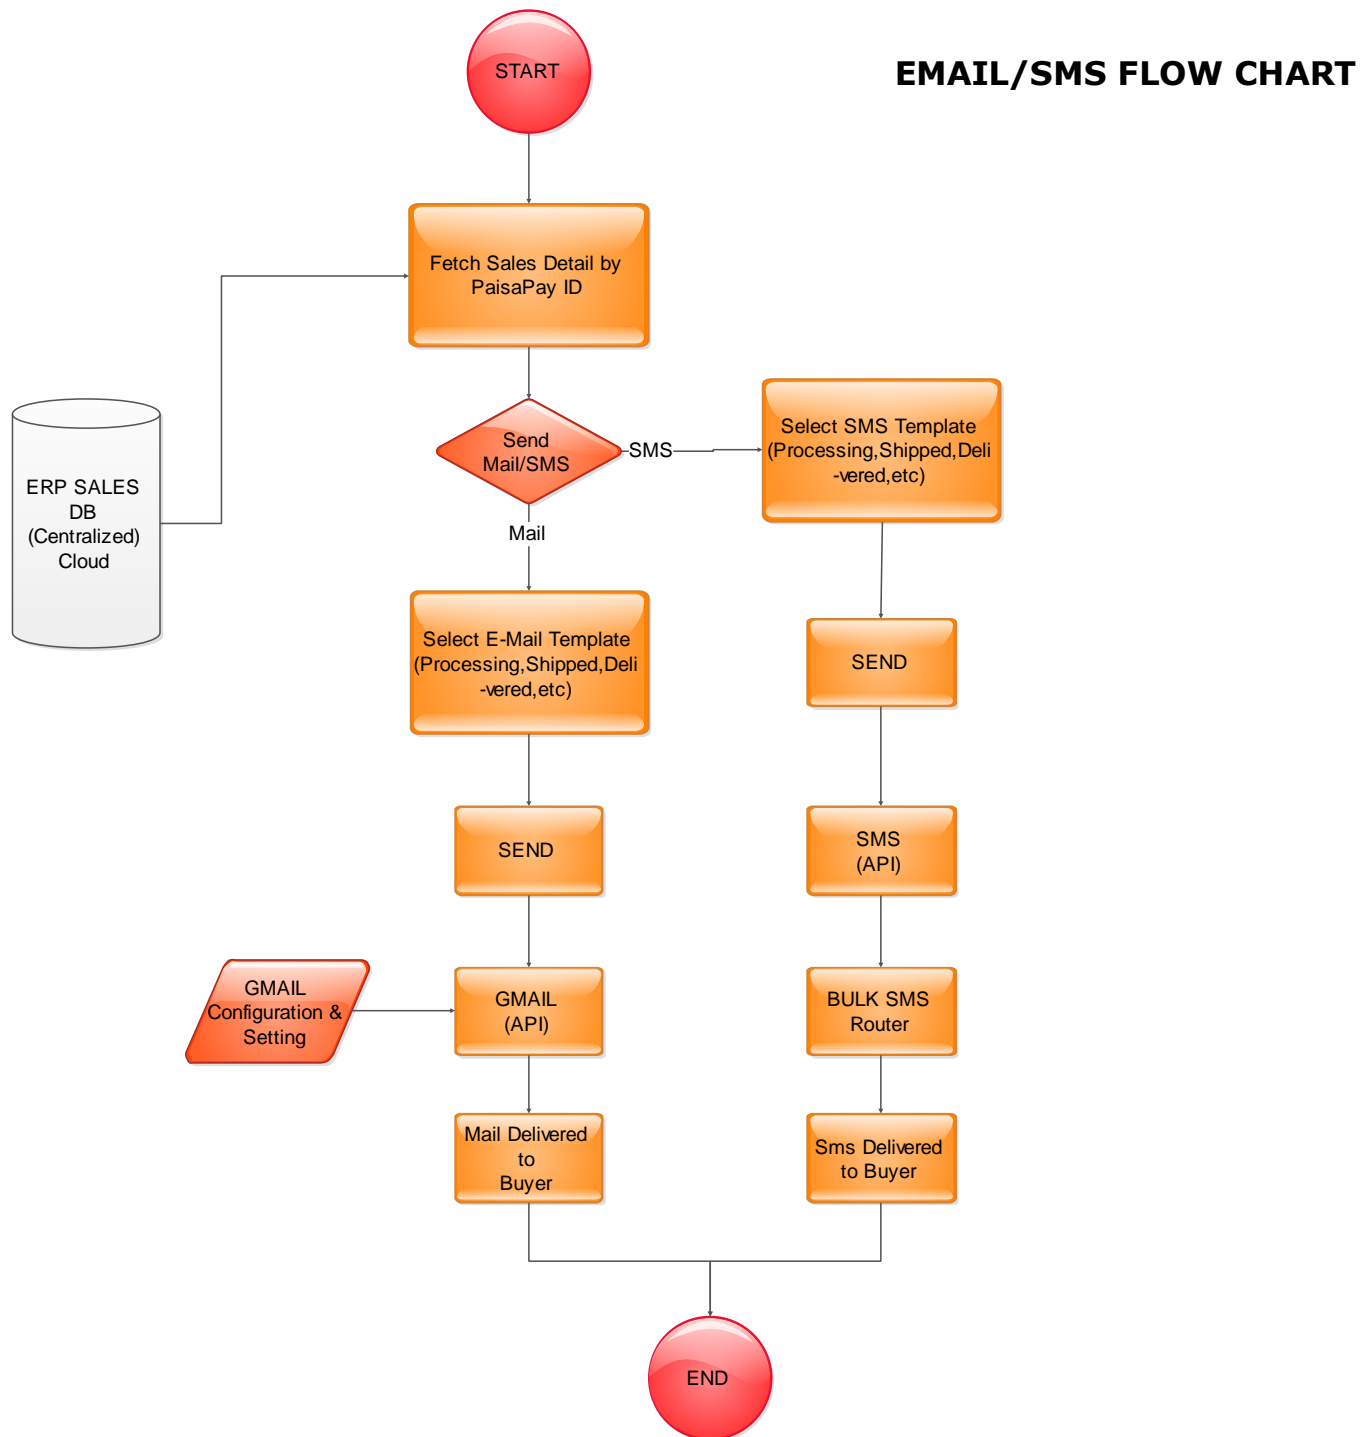 START
EMAIL/SMS FLOW CHART
Fetch Sales Detail by
PaisaPay ID
Send
Mail/SMS
SMS
Select SMS Template
(Processing,Shipped,Deli
-vered,etc)
ERP SALES
DB
(Centralized)
Cloud
Mail
Select E-Mail Template
(Processing,Shipped,Deli
-vered,etc)
SEND
SEND
SMS
(API)
GMAIL
Configuration &
Setting
GMAIL
(API)
BULK SMS
Router
Mail Delivered
to
Buyer
Sms Delivered
to Buyer
END